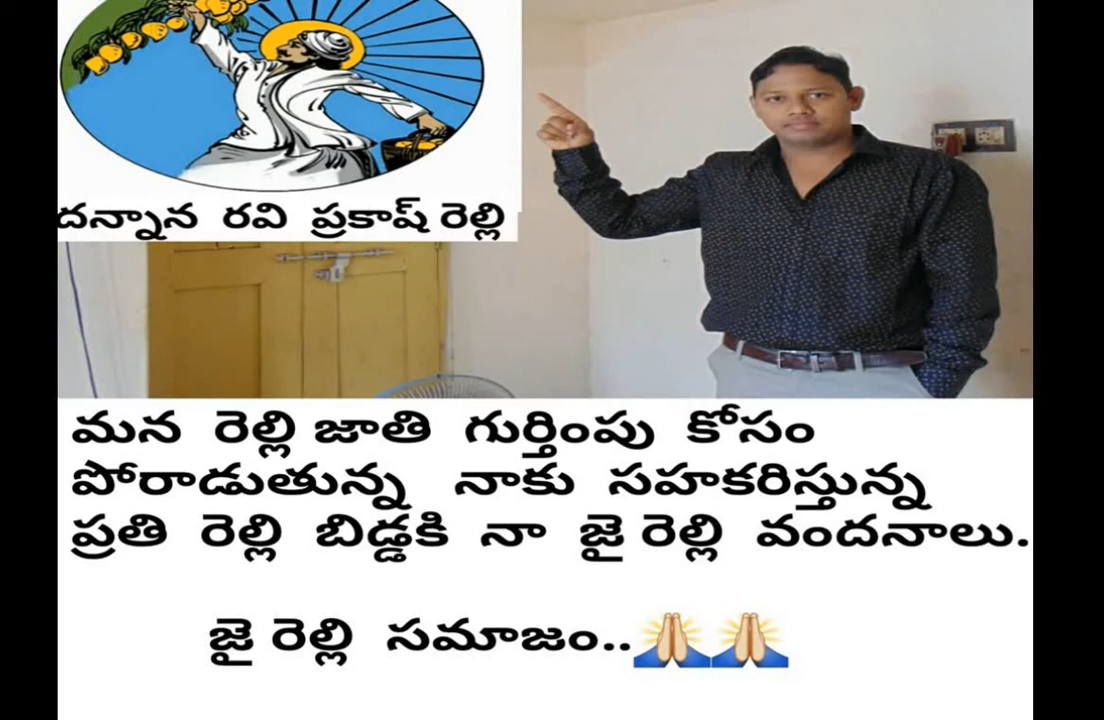 దన్నాన రవి ప్రకాష్ రెల్లి
మన రెల్లి జాతి గుర్తింపు కోసం
పోరాడుతున్న నాకు సహకరిస్తున్న
ప్రతి రెల్లి బిడ్డకి నా జై రెల్లి వందనాలు.
జై రెల్లి సమాజం..🙏🙏